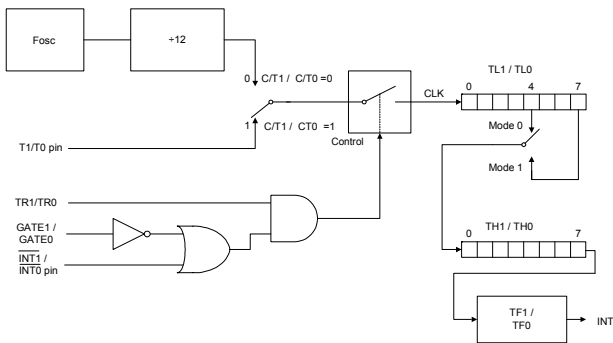 Fosc
÷12
TL1 / TL0
0 C/T1 / C/T0 =0
CLK
0 4 7
Mode 0
1 C/T1 / CT0 =1
Control
T1/T0 pin
Mode 1
TR1/TR0
GATE1 /
GATE0
TH1 / TH0
0 7
INT1 /
INT0 pin
TF1 /
TF0
INT